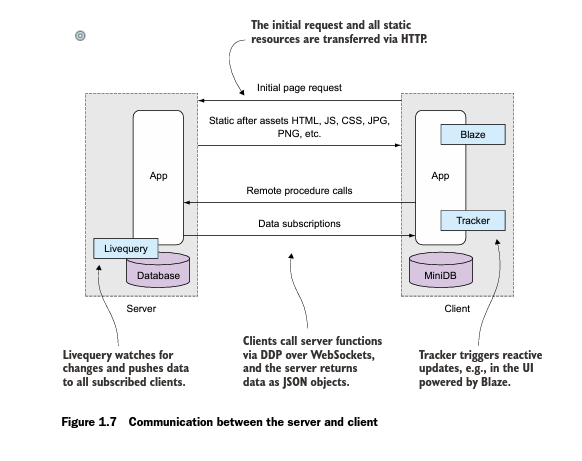 The initial request and all static
resources are transferred via HTTP.
Initial page request
Static after assets HTML, JS, CSS, JPG,
PNG, etc.
Blaze
App
App
Remote procedure calls
Tracker
Data subscriptions
Livequery
Database
MiniDB
Server
Client
Livequery watches for
changes and pushes data
to all subscribed clients.
Clients call server functions
via DDP over WebSockets,
and the server returns
data as JSON objects.
Tracker triggers reactive
updates, e.g., in the UI
powered by Blaze.
Figure 1.7 Communication between the server and client